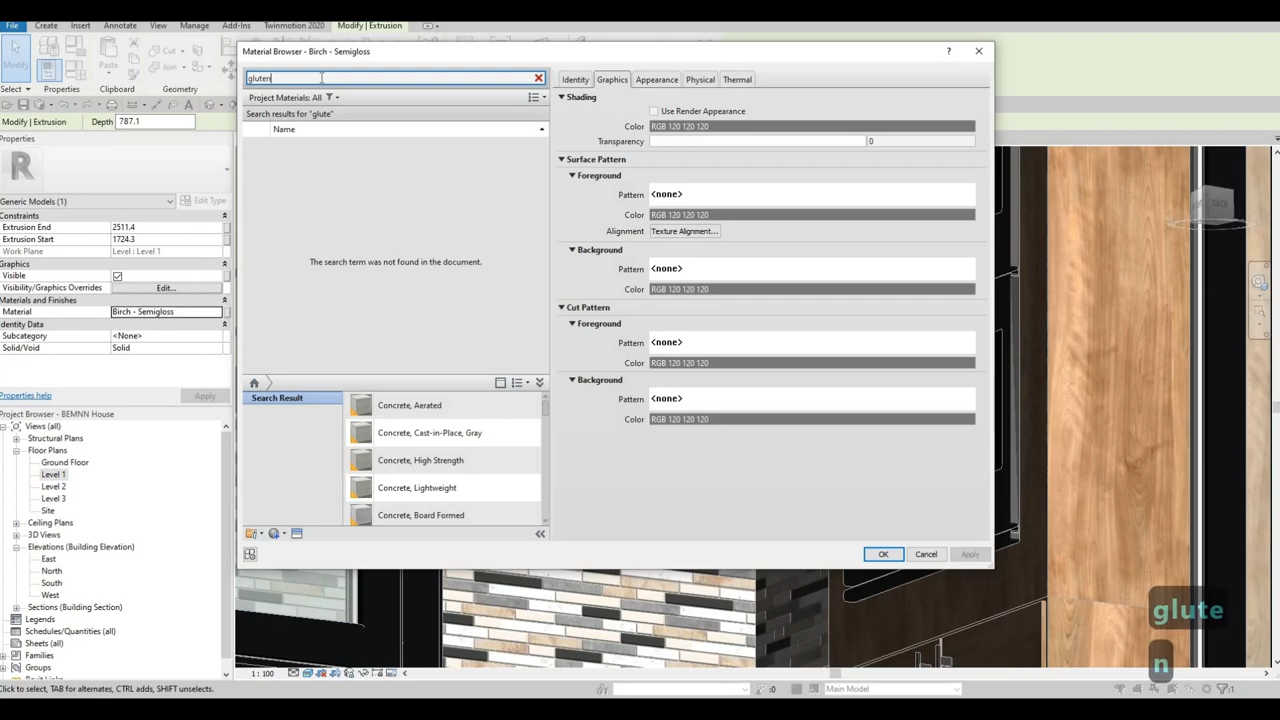 File Create Insert Annotate View Manage Add-Ins Twinmotion 2020 Modify | Extrusion
Modify
Paste
Cut
Join
Select Properties Clipboard Geometry
Modify | Extrusion Depth 787.1
Properties
R
Generic Models (1) Edit Type
Constraints
Extrusion End 2511.4
Extrusion Start 1724.3
Work Plane Level : Level 1
Graphics
Visible
Visibility/Graphics Overrides Edit...
Materials and Finishes
Material Birch - Semigloss
Identity Data
Subcategory <None>
Solid/Void Solid
Properties help Apply
Project Browser - BEMNN House
Views (all)
Structural Plans
Floor Plans
Ground Floor
Level 1
Level 2
Level 3
Site
Ceiling Plans
3D Views
Elevations (Building Elevation)
East
North
South
West
Sections (Building Section)
Legends
Schedules/Quantities (all)
Sheets (all)
Families
Groups
Revit Links
Click to select, TAB for alternates, CTRL adds, SHIFT unselects.
Material Browser - Birch - Semigloss ?
gluten
Project Materials: All
Search results for "glute"
Name
The search term was not found in the document.
Search Result
Concrete, Aerated
Concrete, Cast-in-Place, Gray
Concrete, High Strength
Concrete, Lightweight
Concrete, Board Formed
Identity Graphics Appearance Physical Thermal
Shading
Use Render Appearance
Color RGB 120 120 120
Transparency 0
Surface Pattern
Foreground
Pattern <none>
Color RGB 120 120 120
Alignment Texture Alignment...
Background
Pattern <none>
Color RGB 120 120 120
Cut Pattern
Foreground
Pattern <none>
Color RGB 120 120 120
Background
Pattern <none>
Color RGB 120 120 120
OK Cancel Apply
BACK
glute
n
1 : 100
:0 Main Model :1